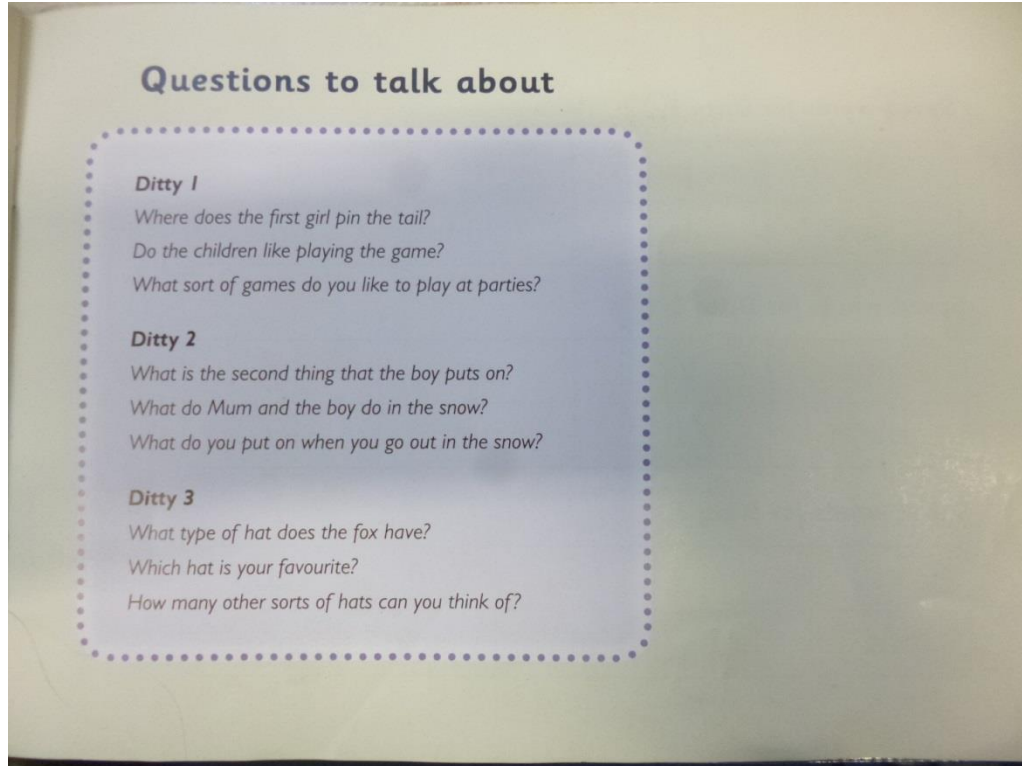 Questions to talk about
Ditty 1
Where does the first girl pin the tail?
Do the children like playing the game?
What sort of games do you like to play at parties?
Ditty 2
What is the second thing that the boy puts on?
What do Mum and the boy do in the snow?
What do you put on when you go out in the snow?
Ditty 3
What type of hat does the fox have?
Which hat is your favourite?
How many other sorts of hats can you think of?